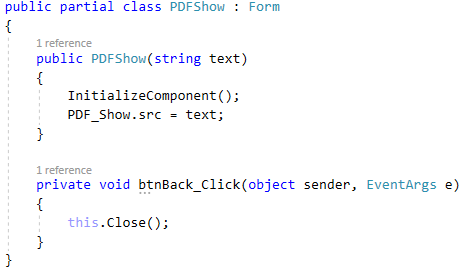 public partial class PDFShow : Form
{
1 reference
public PDFShow(string text)
{
InitializeComponent();
PDF_Show.src = text;
}
1 reference
private void btnBack_Click(object sender, EventArgs e)
{
this.Close();
}
}